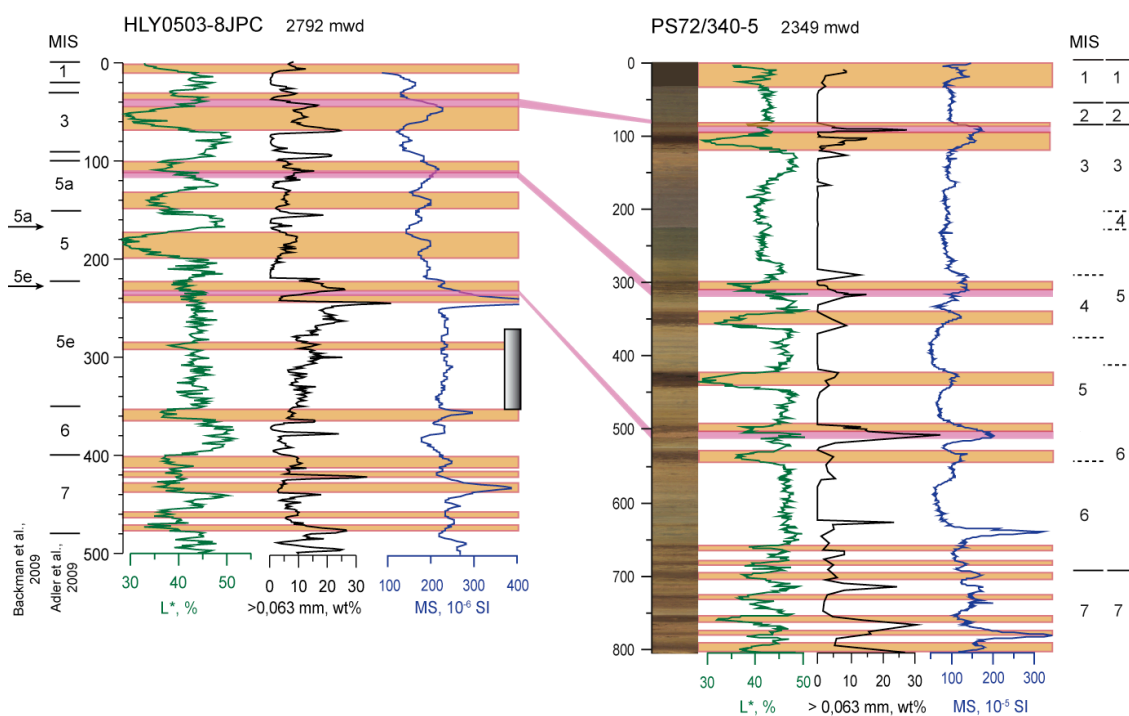 HLY0503-8JPC 2792 mwd
PS72/340-5 2349 mwd
MIS
0
100
200
300
400
500
1
3
5a
5
5e
6
7
5a
5e
Backman et al.,
2009
Adler et al.,
2009
30 40 50
L*, %
0 10 20 30
>0,063 mm, wt%
100 200 300 400
MS, 10⁻⁶ SI
0
100
200
300
400
500
600
700
800
30 40 50
L*, %
0 10 20 30
> 0,063 mm, wt%
100 200 300
MS, 10⁻⁵ SI
MIS
1 1
2 2
3 3
4
4 5
5
6
6
7 7